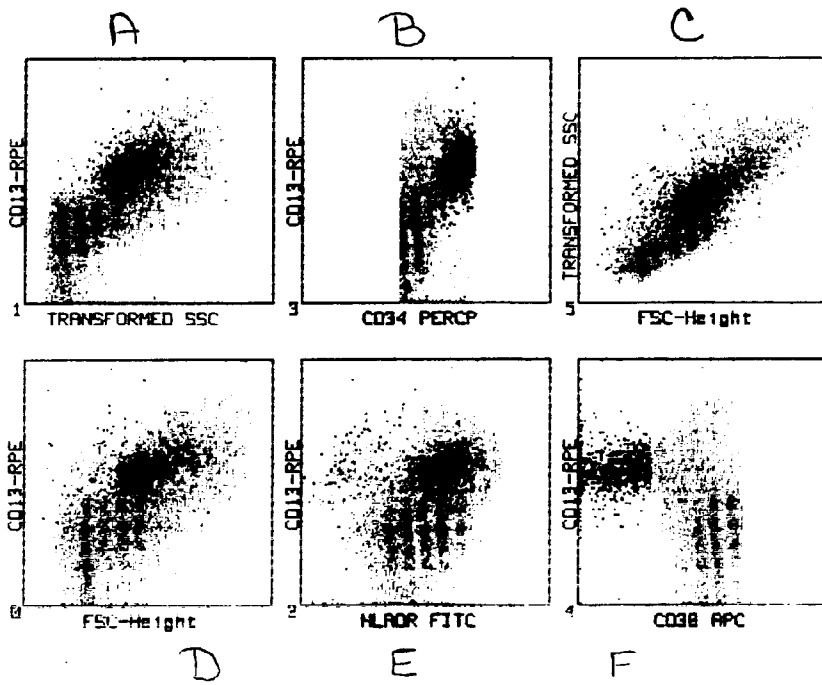 A B C
CD13-RPE CD13-RPE TRANSFORMED SSC
1 3 5
TRANSFORMED SSC CD34 PERCP FSC-Height
CD13-RPE CD13-RPE CD13-RPE
2 4
FSC-Height HLADR FITC CD38 APC
D E F